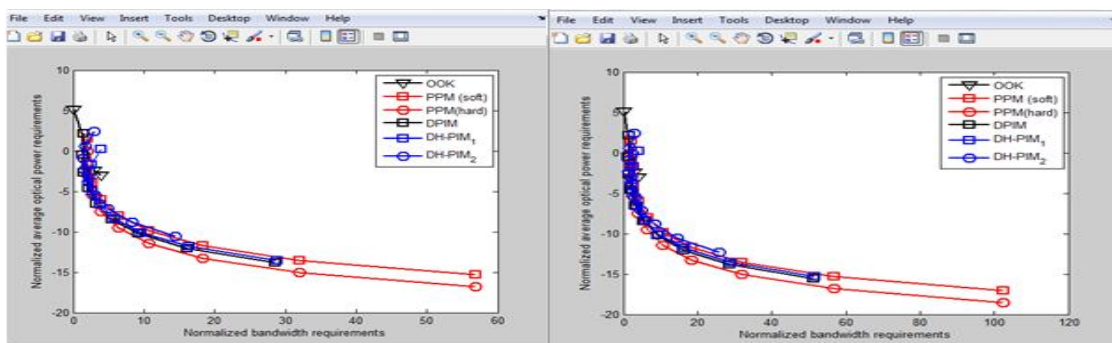 File Edit View Insert Tools Desktop Window Help
10
5
0
-5
-10
-15
-20
0 10 20 30 40 50 60
Normalized average optical power requirements
Normalized bandwidth requirements
OOK
PPM (soft)
PPM(hard)
DPIM
DH-PIM1
DH-PIM2
File Edit View Insert Tools Desktop Window Help
10
5
0
-5
-10
-15
-20
0 20 40 60 80 100 120
Normalized average optical power requirements
Normalized bandwidth requirements
OOK
PPM (soft)
PPM(hard)
DPIM
DH-PIM1
DH-PIM2